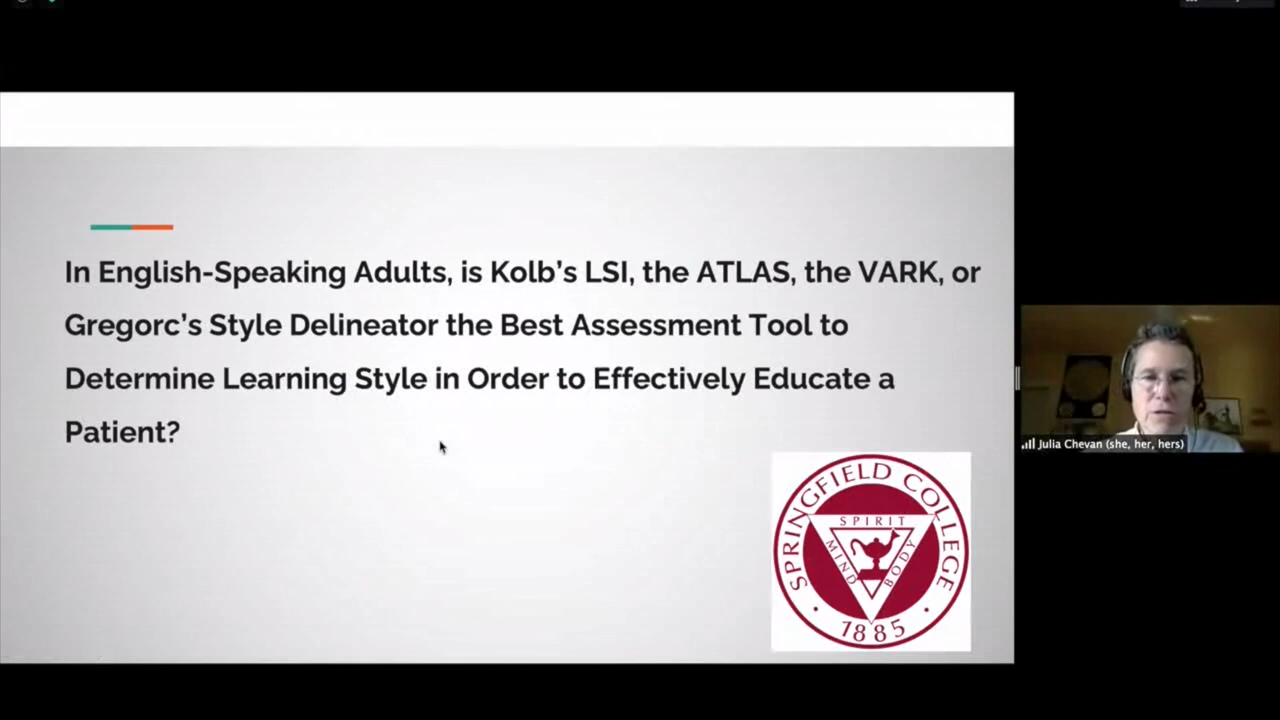 In English-Speaking Adults, is Kolb's LSI, the ATLAS, the VARK, or
Gregorc's Style Delineator the Best Assessment Tool to
Determine Learning Style in Order to Effectively Educate a
Patient?
SPRINGFIELD COLLEGE
SPIRIT
MIND
BODY
1885
Julia Chevan (she, her, hers)